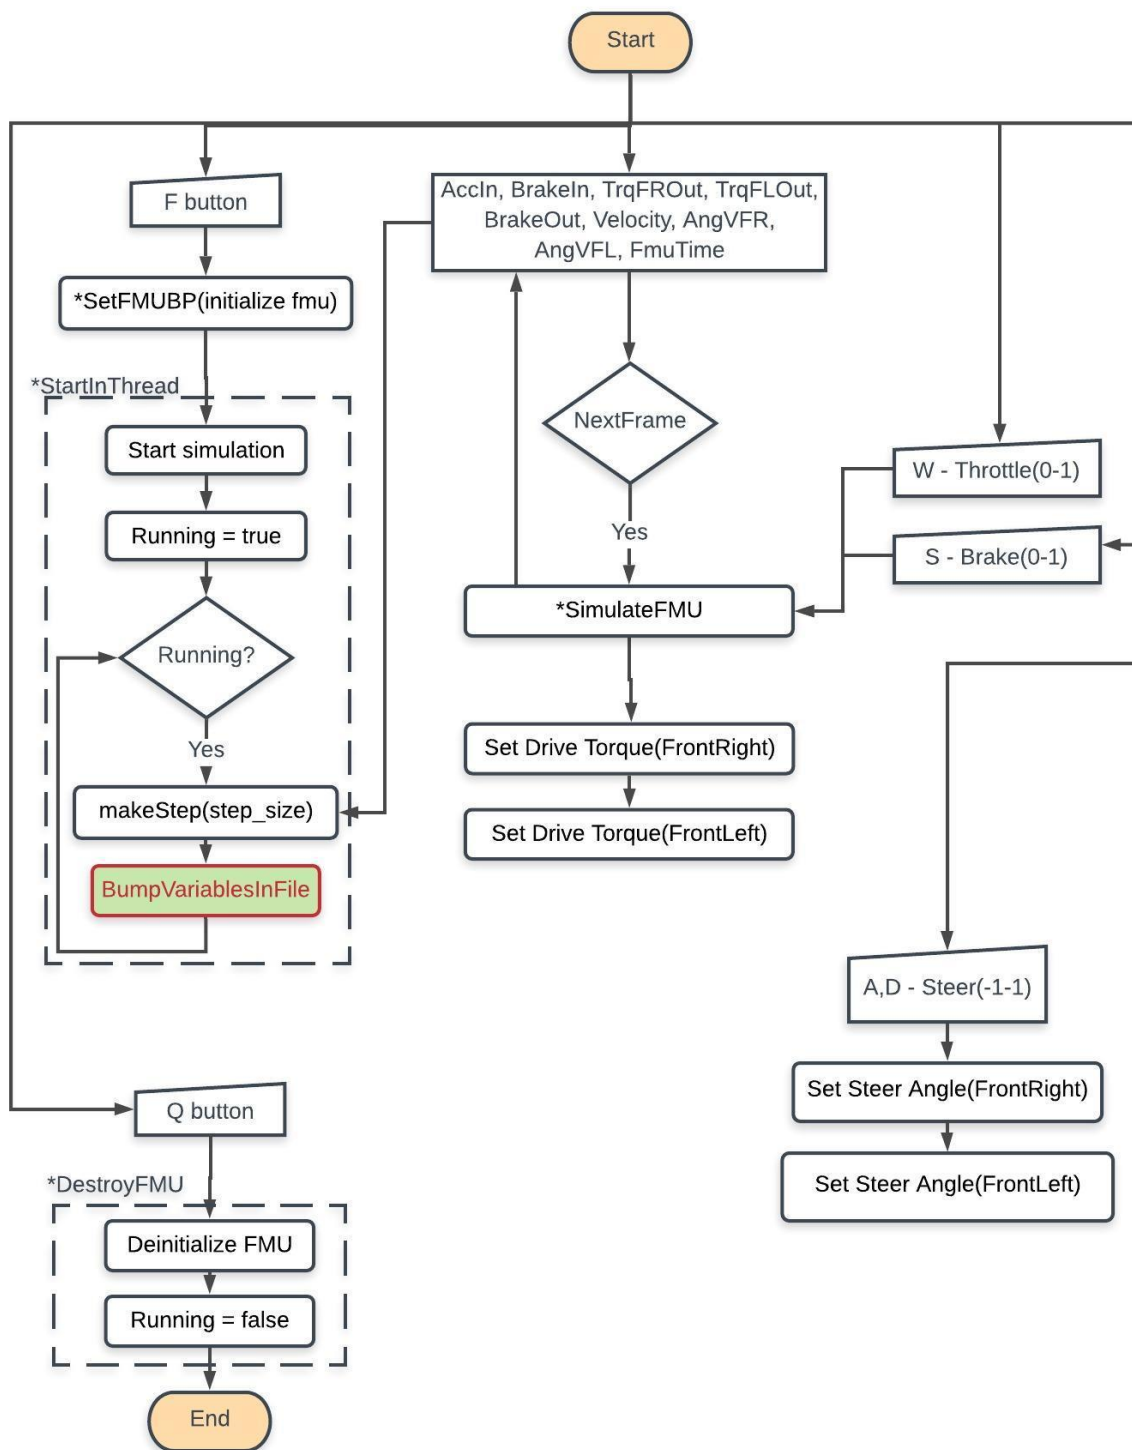 Start
F button
*SetFMUBP(initialize fmu)
*StartInThread
Start simulation
Running = true
Running?
Yes
makeStep(step_size)
BumpVariablesInFile
AccIn, BrakeIn, TrqFROut, TrqFLOut,
BrakeOut, Velocity, AngVFR,
AngVFL, FmuTime
NextFrame
Yes
*SimulateFMU
Set Drive Torque(FrontRight)
Set Drive Torque(FrontLeft)
W - Throttle(0-1)
S - Brake(0-1)
A,D - Steer(-1-1)
Set Steer Angle(FrontRight)
Set Steer Angle(FrontLeft)
Q button
*DestroyFMU
Deinitialize FMU
Running = false
End